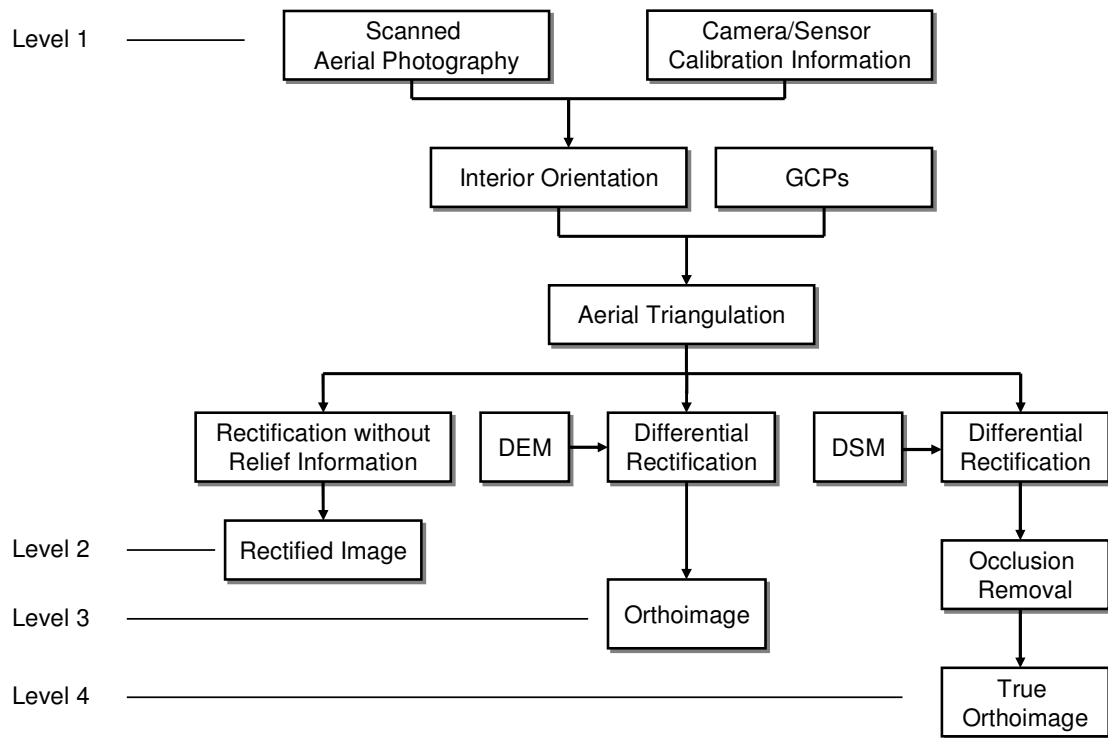 Level 1
Scanned
Aerial Photography
Camera/Sensor
Calibration Information
Interior Orientation
GCPs
Aerial Triangulation
Rectification without
Relief Information
DEM
Differential
Rectification
DSM
Differential
Rectification
Level 2
Rectified Image
Occlusion
Removal
Level 3
Orthoimage
Level 4
True
Orthoimage